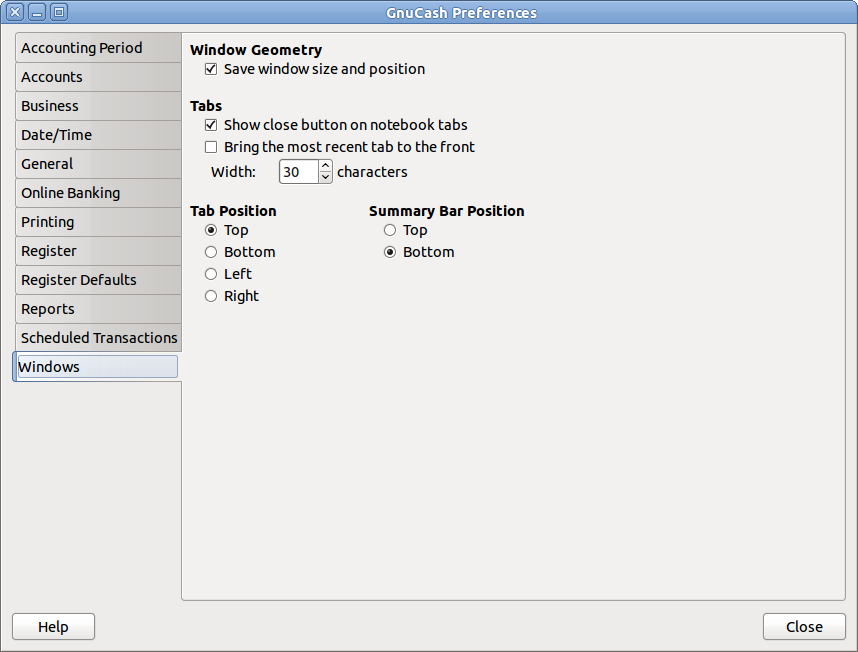 GnuCash Preferences
Accounting Period
Accounts
Business
Date/Time
General
Online Banking
Printing
Register
Register Defaults
Reports
Scheduled Transactions
Windows
Window Geometry
Save window size and position
Tabs
Show close button on notebook tabs
Bring the most recent tab to the front
Width: 30 characters
Tab Position
Top
Bottom
Left
Right
Summary Bar Position
Top
Bottom
Help
Close